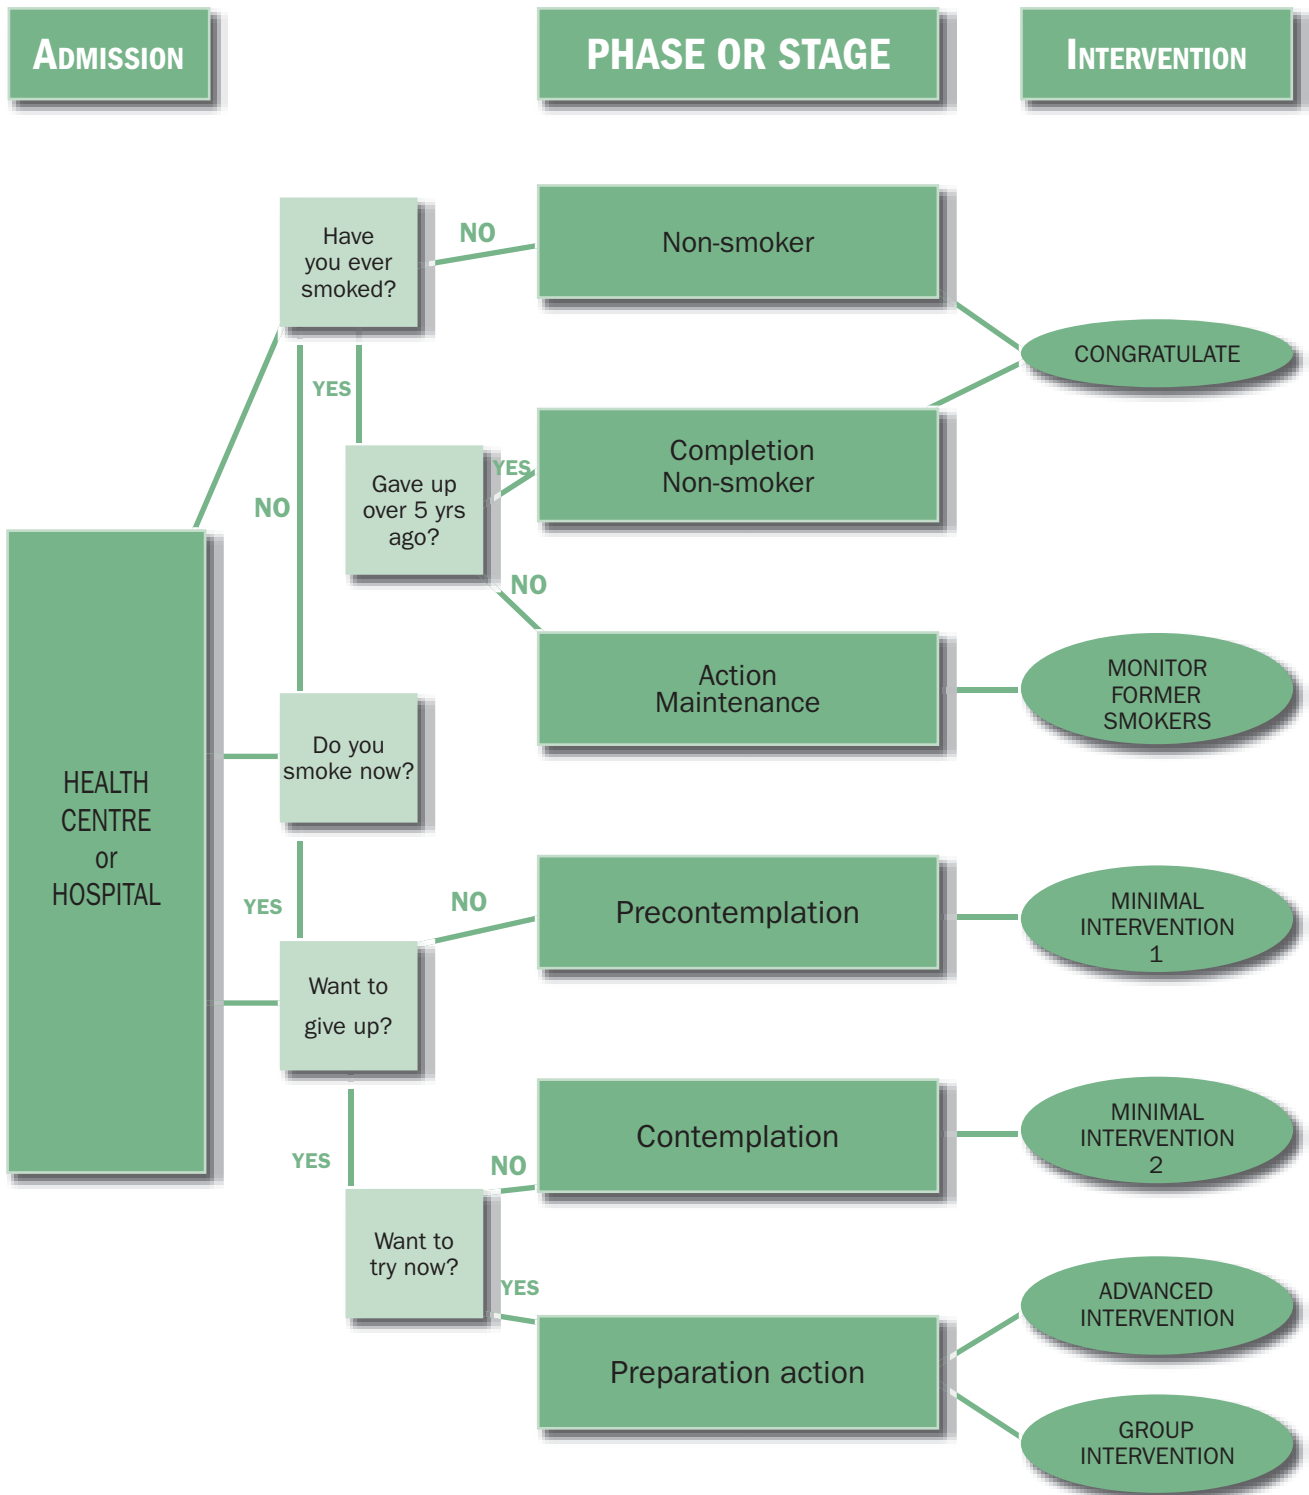 ADMISSION
PHASE OR STAGE
INTERVENTION
Have
you ever
smoked?
NO
Non-smoker
CONGRATULATE
YES
Gave up
over 5 yrs
ago?
YES
Completion
Non-smoker
NO
NO
Action
Maintenance
MONITOR
FORMER
SMOKERS
HEALTH
CENTRE
or
HOSPITAL
Do you
smoke now?
YES
NO
Precontemplation
MINIMAL
INTERVENTION
1
Want to
give up?
YES
NO
Contemplation
MINIMAL
INTERVENTION
2
Want to
try now?
YES
Preparation action
ADVANCED
INTERVENTION
GROUP
INTERVENTION